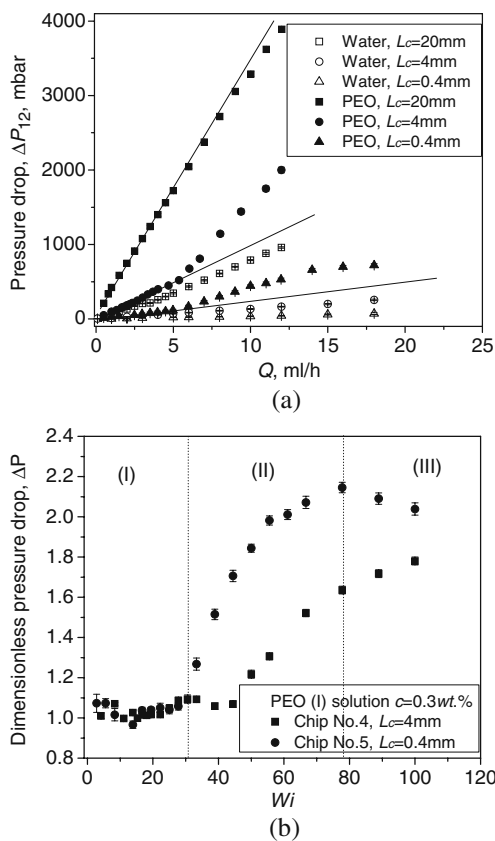 (a)
4000
3000
2000
1000
0
Pressure drop, ΔP12, mbar
Water, Lc=20mm
Water, Lc=4mm
Water, Lc=0.4mm
PEO, Lc=20mm
PEO, Lc=4mm
PEO, Lc=0.4mm
0 5 10 15 20 25
Q, ml/h
(a)
2.4
2.2
2.0
1.8
1.6
1.4
1.2
1.0
0.8
Dimensionless pressure drop, ΔP
(I) (II) (III)
PEO (I) solution c=0.3wt.%
Chip No.4, Lc=4mm
Chip No.5, Lc=0.4mm
0 20 40 60 80 100 120
Wi
(b)